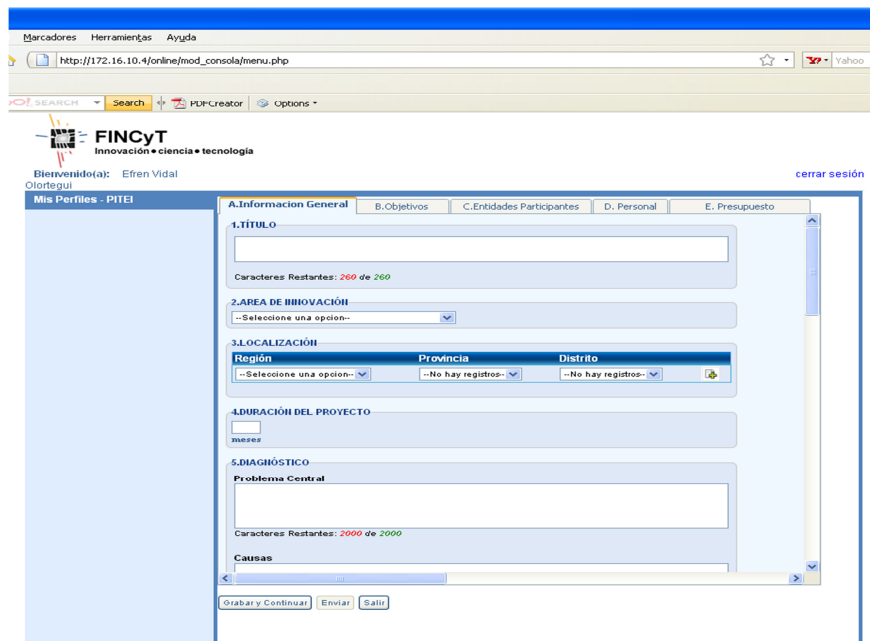 Marcadores Herramientas Ayuda
http://172.16.10.4/online/mod_consola/menu.php Yahoo
SEARCH Search PDFCreator Options
FINCyT
Innovación • ciencia • tecnología
Bienvenido(a): Efren Vidal cerrar sesión
Olortegui
Mis Perfiles - PITEI A.Informacion General B.Objetivos C.Entidades Participantes D. Personal E. Presupuesto
1.TÍTULO
Caracteres Restantes: 260 de 260
2.AREA DE INNOVACIÓN
--Seleccione una opcion--
3.LOCALIZACIÓN
Región Provincia Distrito
--Seleccione una opcion-- --No hay registros-- --No hay registros--
4.DURACIÓN DEL PROYECTO
meses
5.DIAGNÓSTICO
Problema Central
Caracteres Restantes: 2000 de 2000
Causas
Grabar y Continuar Enviar Salir